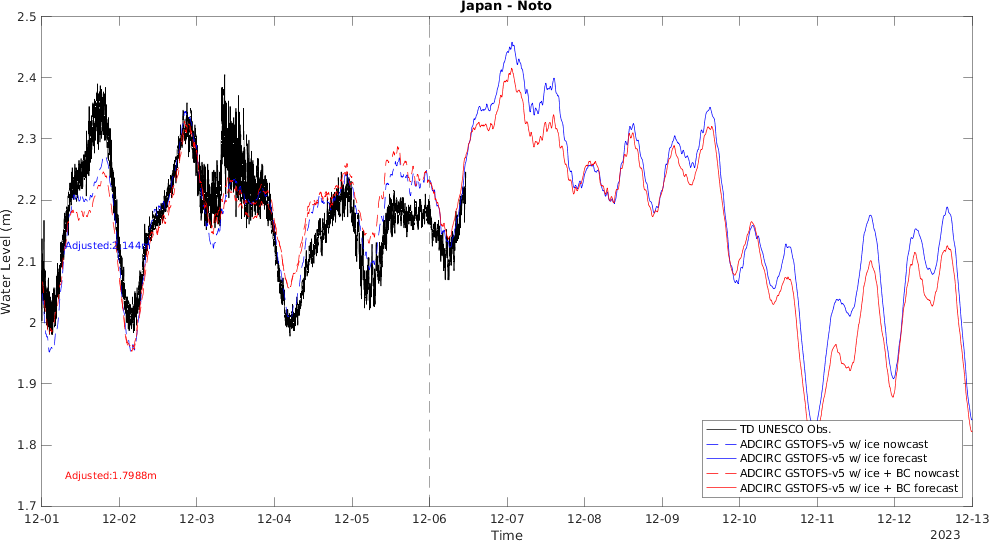 Japan - Noto
2.5
2.4
2.3
2.2
2.1
2
1.9
1.8
1.7
Water Level (m)
Adjusted:2.144m
Adjusted:1.7988m
TD UNESCO Obs.
ADCIRC GSTOFS-v5 w/ ice nowcast
ADCIRC GSTOFS-v5 w/ ice forecast
ADCIRC GSTOFS-v5 w/ ice + BC nowcast
ADCIRC GSTOFS-v5 w/ ice + BC forecast
12-01 12-02 12-03 12-04 12-05 12-06 12-07 12-08 12-09 12-10 12-11 12-12 12-13
Time
2023